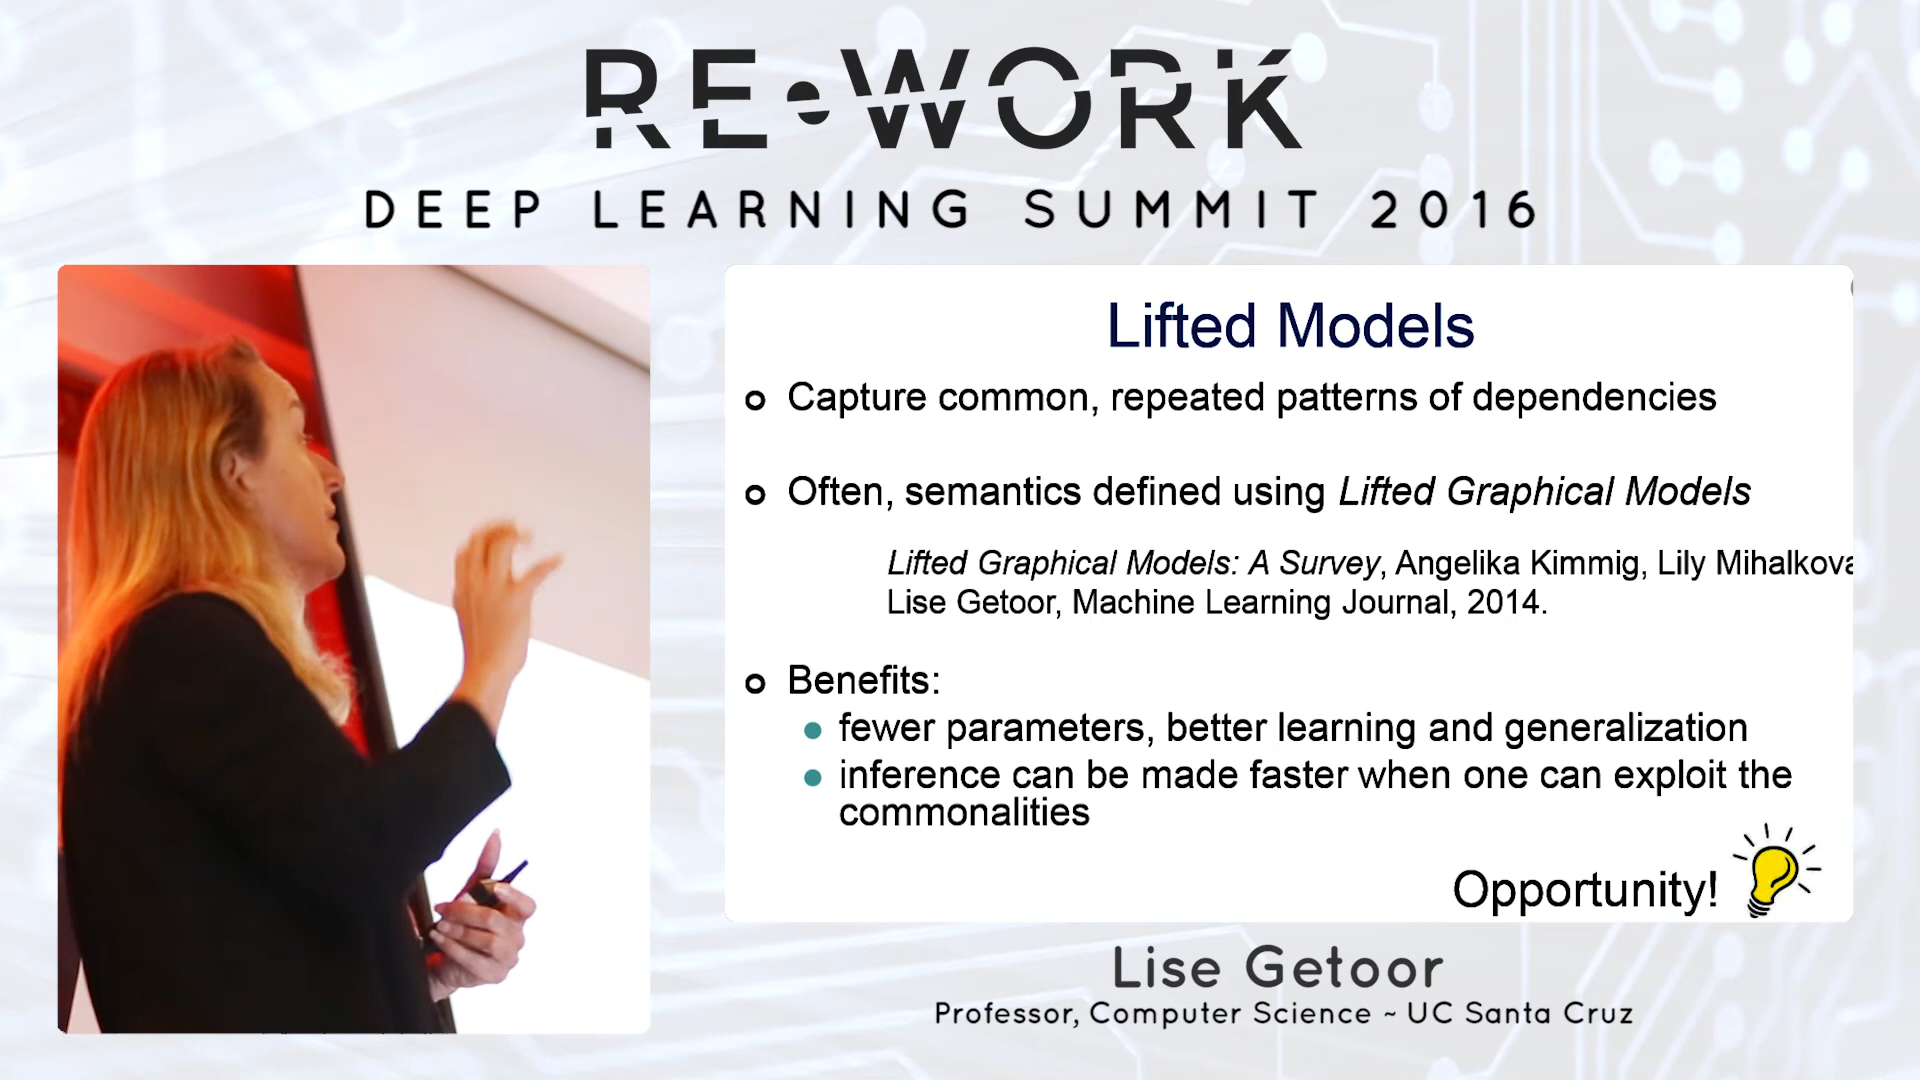 RE•WORK
DEEP LEARNING SUMMIT 2016
Lifted Models
Capture common, repeated patterns of dependencies
Often, semantics defined using Lifted Graphical Models
Lifted Graphical Models: A Survey, Angelika Kimmig, Lily Mihalkova
Lise Getoor, Machine Learning Journal, 2014.
Benefits:
fewer parameters, better learning and generalization
inference can be made faster when one can exploit the
commonalities
Opportunity!
Lise Getoor
Professor, Computer Science ~ UC Santa Cruz